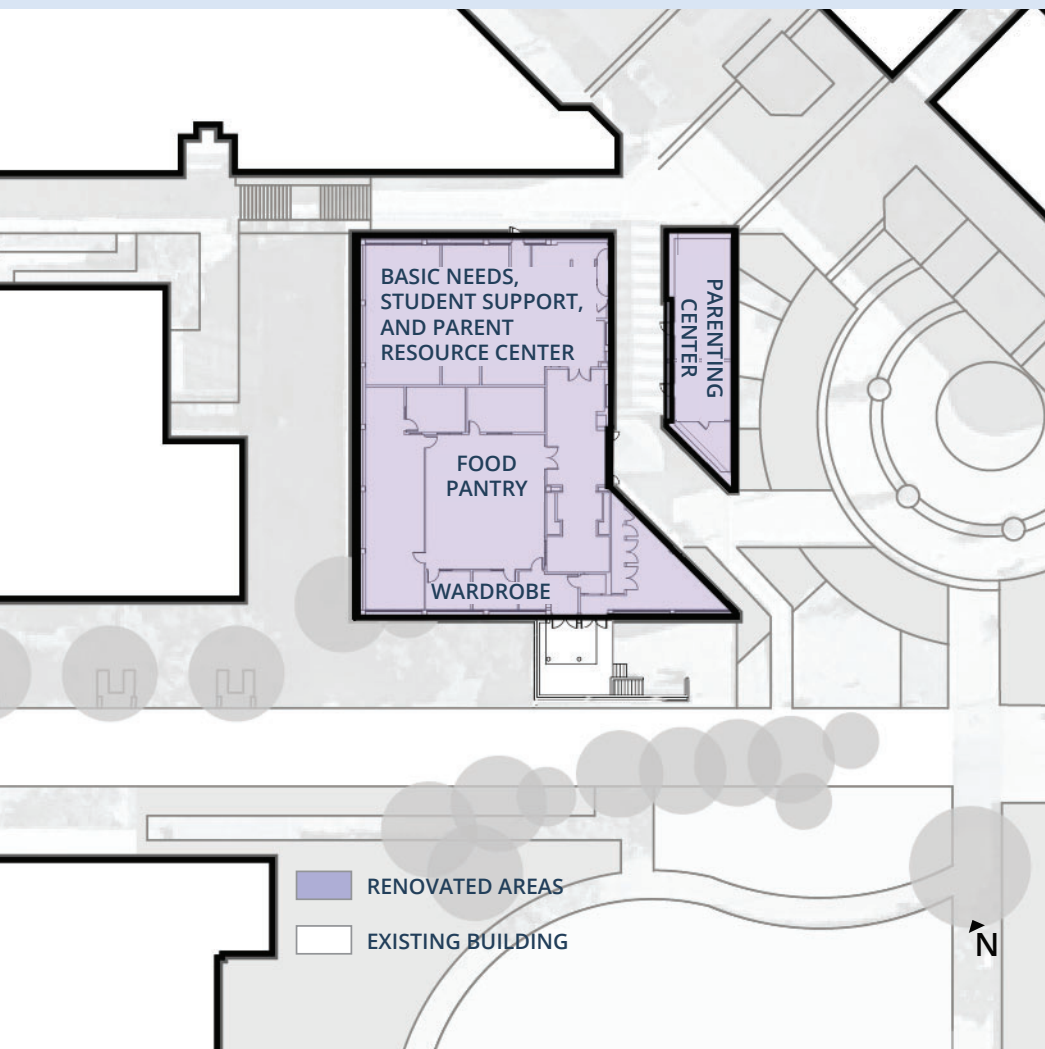 BASIC NEEDS,
STUDENT SUPPORT,
AND PARENT
RESOURCE CENTER
PARENTING
CENTER
FOOD
PANTRY
WARDROBE
RENOVATED AREAS
EXISTING BUILDING
N